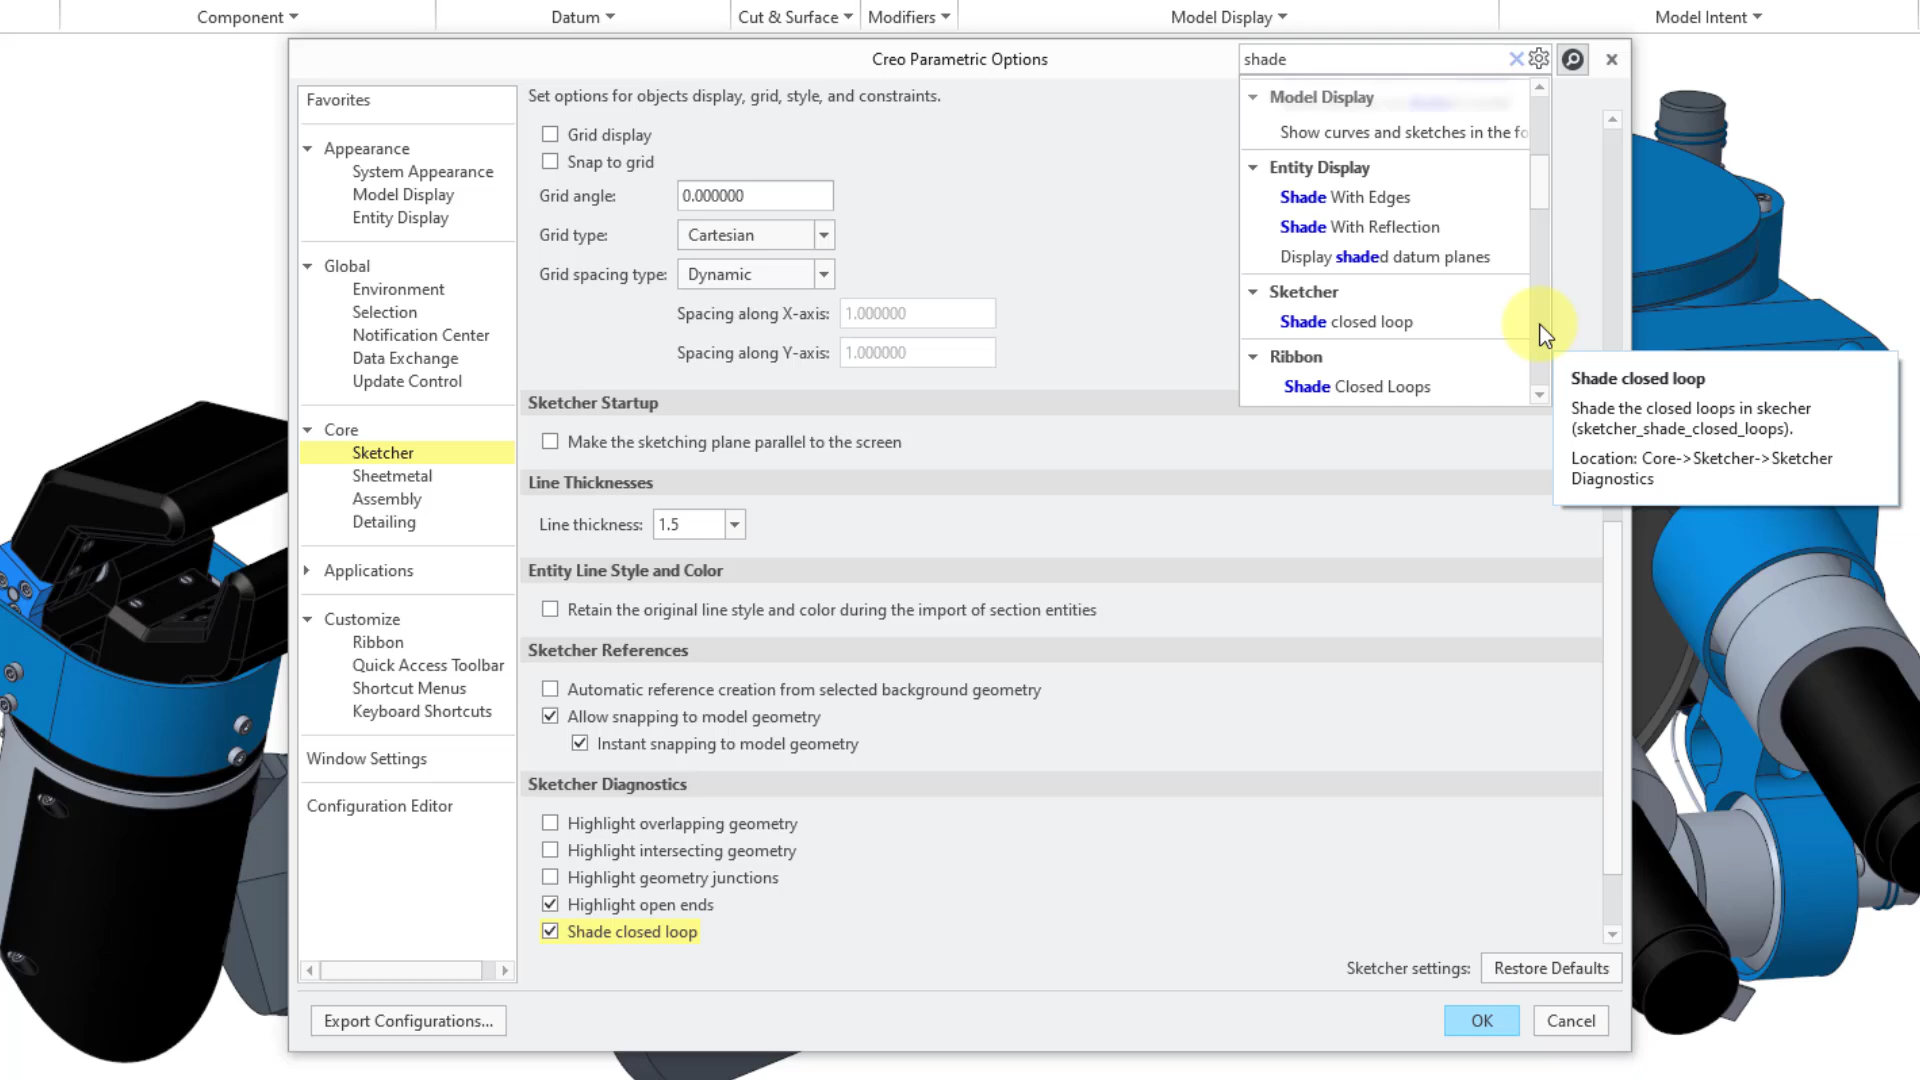 Component
Datum
Cut & Surface
Modifiers
Model Display
Model Intent
Creo Parametric Options
shade
Favorites
Appearance
System Appearance
Model Display
Entity Display
Global
Environment
Selection
Notification Center
Data Exchange
Update Control
Core
Sketcher
Sheetmetal
Assembly
Detailing
Applications
Customize
Ribbon
Quick Access Toolbar
Shortcut Menus
Keyboard Shortcuts
Window Settings
Configuration Editor
Set options for objects display, grid, style, and constraints.
Grid display
Snap to grid
Grid angle: 0.000000
Grid type: Cartesian
Grid spacing type: Dynamic
Spacing along X-axis: 1.000000
Spacing along Y-axis: 1.000000
Sketcher Startup
Make the sketching plane parallel to the screen
Line Thicknesses
Line thickness: 1.5
Entity Line Style and Color
Retain the original line style and color during the import of section entities
Sketcher References
Automatic reference creation from selected background geometry
Allow snapping to model geometry
Instant snapping to model geometry
Sketcher Diagnostics
Highlight overlapping geometry
Highlight intersecting geometry
Highlight geometry junctions
Highlight open ends
Shade closed loop
Model Display
Show curves and sketches in the fo
Entity Display
Shade With Edges
Shade With Reflection
Display shaded datum planes
Sketcher
Shade closed loop
Ribbon
Shade Closed Loops
Shade closed loop
Shade the closed loops in skecher
(sketcher_shade_closed_loops).
Location: Core->Sketcher->Sketcher
Diagnostics
Sketcher settings: Restore Defaults
Export Configurations...
OK
Cancel